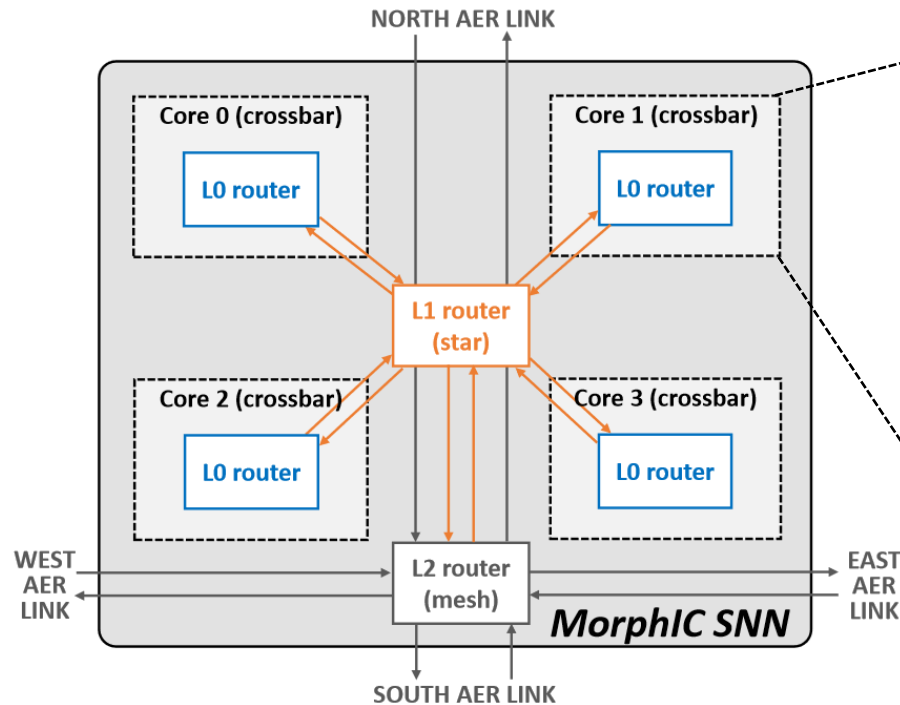 NORTH AER LINK
Core 0 (crossbar)
L0 router
Core 1 (crossbar)
L0 router
L1 router
(star)
Core 2 (crossbar)
L0 router
Core 3 (crossbar)
L0 router
WEST
AER
LINK
L2 router
(mesh)
EAST
AER
LINK
MorphIC SNN
SOUTH AER LINK